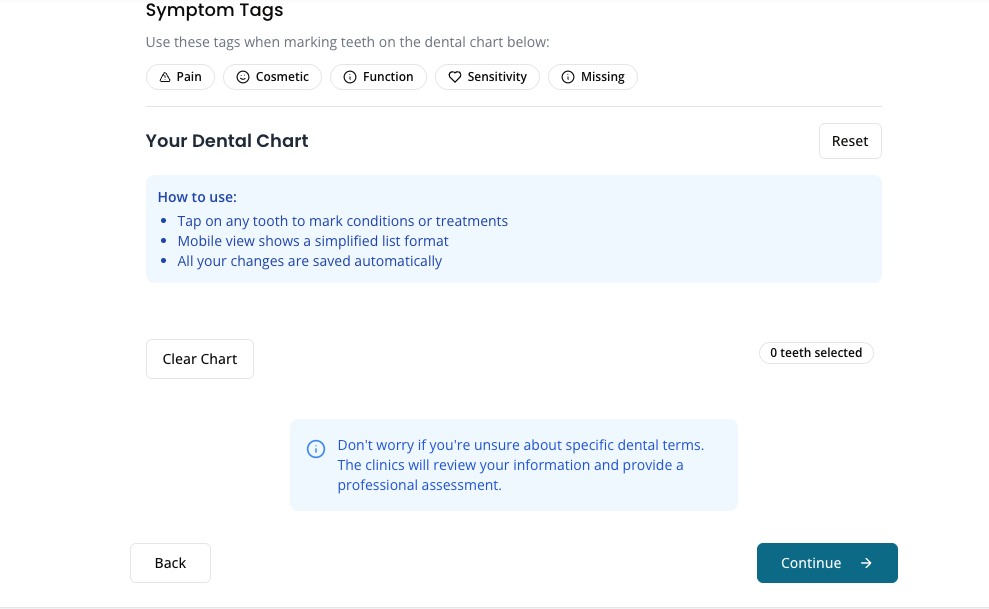 Symptom Tags
Use these tags when marking teeth on the dental chart below:
Pain
Cosmetic
Function
Sensitivity
Missing
Your Dental Chart
Reset
How to use:
Tap on any tooth to mark conditions or treatments
Mobile view shows a simplified list format
All your changes are saved automatically
Clear Chart
0 teeth selected
Don't worry if you're unsure about specific dental terms.
The clinics will review your information and provide a
professional assessment.
Back
Continue